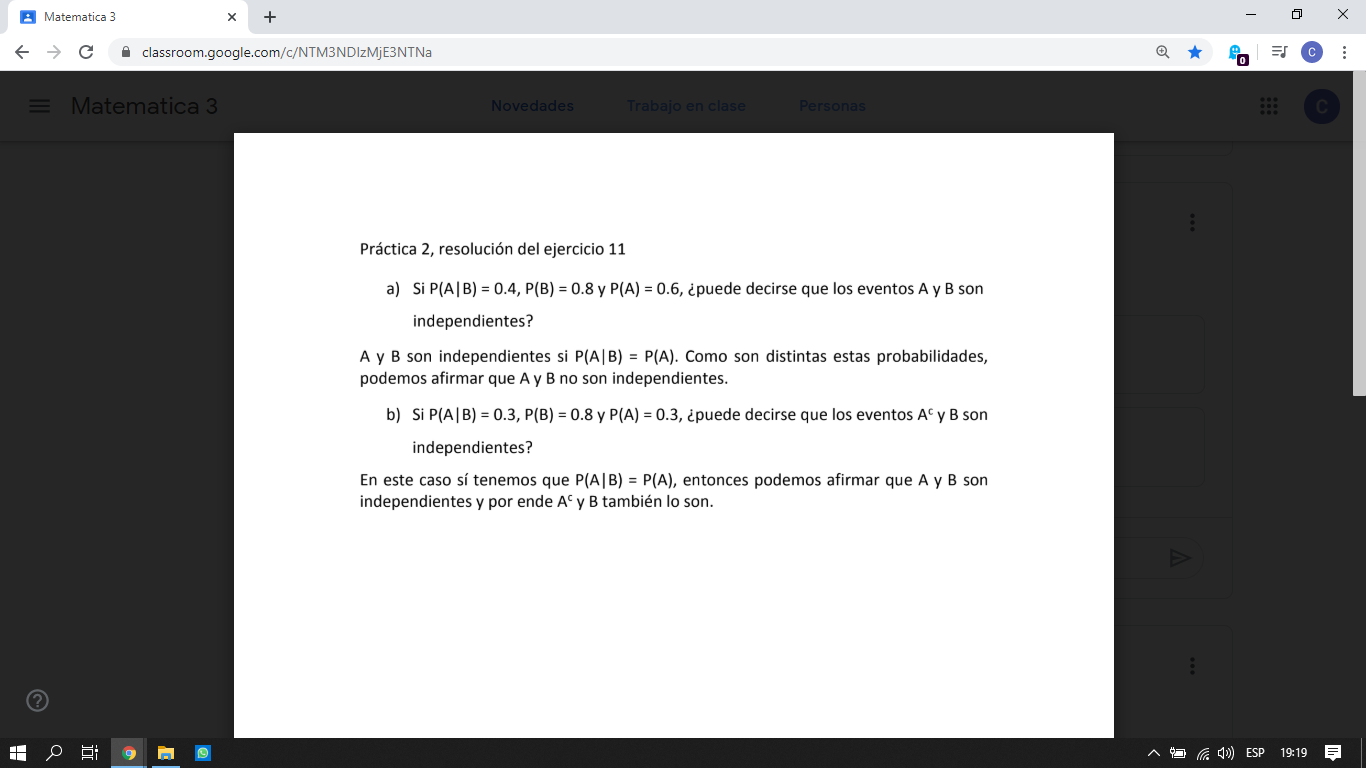 Matematica 3
classroom.google.com/c/NTM3NDIzMjE3NTNa
0
C
Matematica 3
Novedades
Trabajo en clase
Personas
C
Práctica 2, resolución del ejercicio 11
a) Si P(A|B) = 0.4, P(B) = 0.8 y P(A) = 0.6, ¿puede decirse que los eventos A y B son
independientes?
A y B son independientes si P(A|B) = P(A). Como son distintas estas probabilidades,
podemos afirmar que A y B no son independientes.
b) Si P(A|B) = 0.3, P(B) = 0.8 y P(A) = 0.3, ¿puede decirse que los eventos Aᶜ y B son
independientes?
En este caso sí tenemos que P(A|B) = P(A), entonces podemos afirmar que A y B son
independientes y por ende Aᶜ y B también lo son.
ESP
19:19